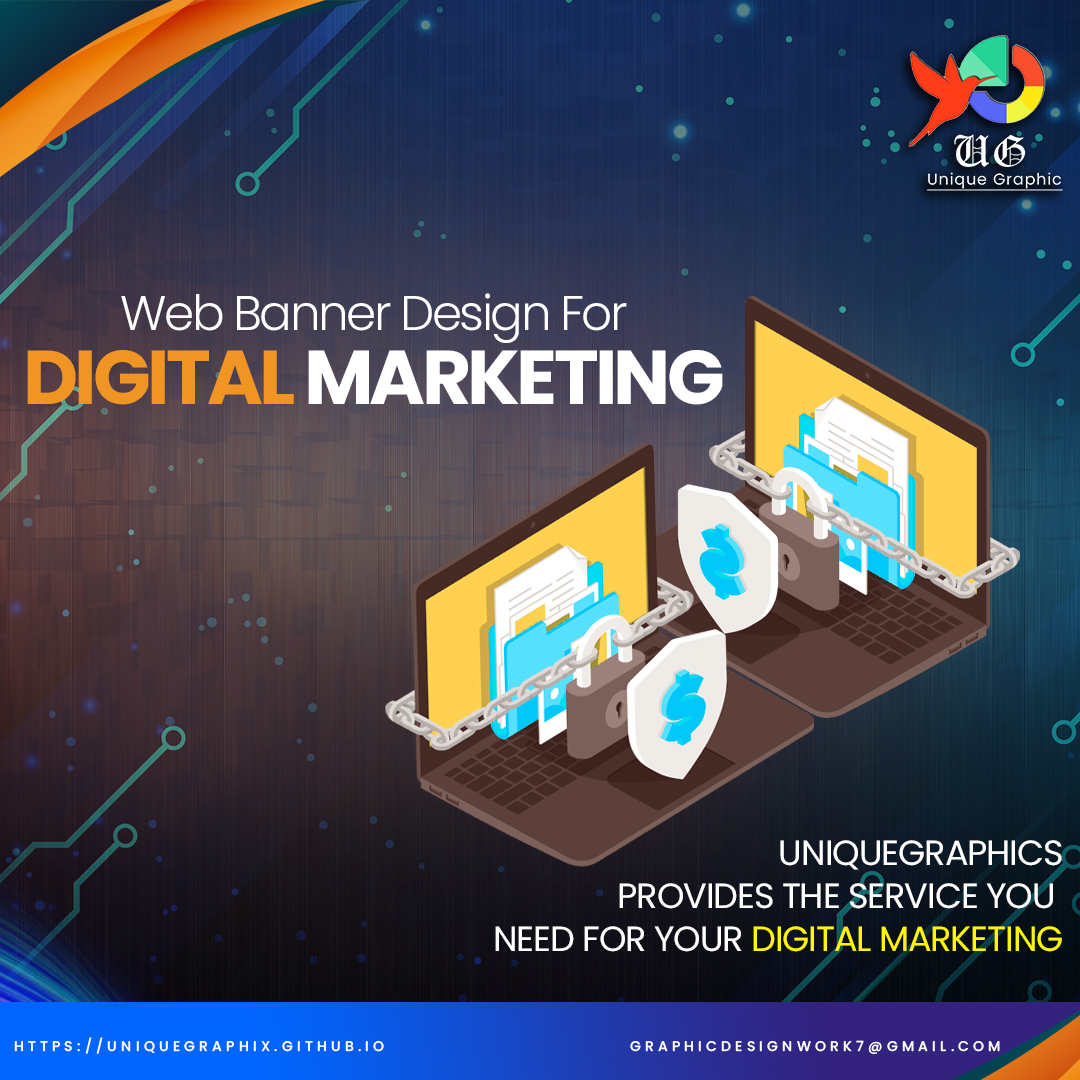 UG
Unique Graphic
Web Banner Design For
DIGITAL MARKETING
UNIQUEGRAPHICS
PROVIDES THE SERVICE YOU
NEED FOR YOUR DIGITAL MARKETING
HTTPS://UNIQUEGRAPHIX.GITHUB.IO
GRAPHICDESIGNWORK7@GMAIL.COM